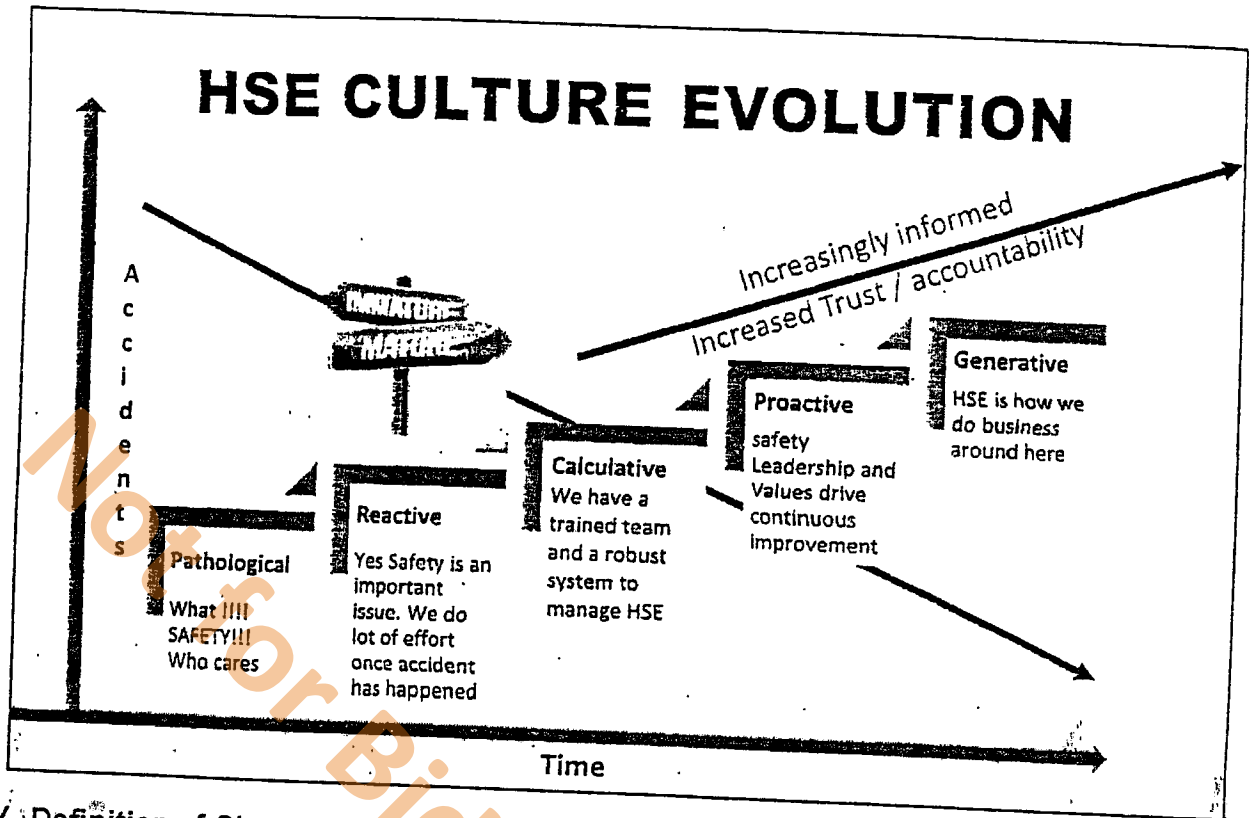 HSE CULTURE EVOLUTION
Accidents
IMMATURE
MATURE
Increasingly informed
Increased Trust / accountability
Pathological
What !!!!
SAFETY!!!
Who cares
Reactive
Yes Safety is an
important
issue. We do
lot of effort
once accident
has happened
Calculative
We have a
trained team
and a robust
system to
manage HSE
Proactive
safety
Leadership and
Values drive
continuous
improvement
Generative
HSE is how we
do business
around here
Time
Not for
Definition of